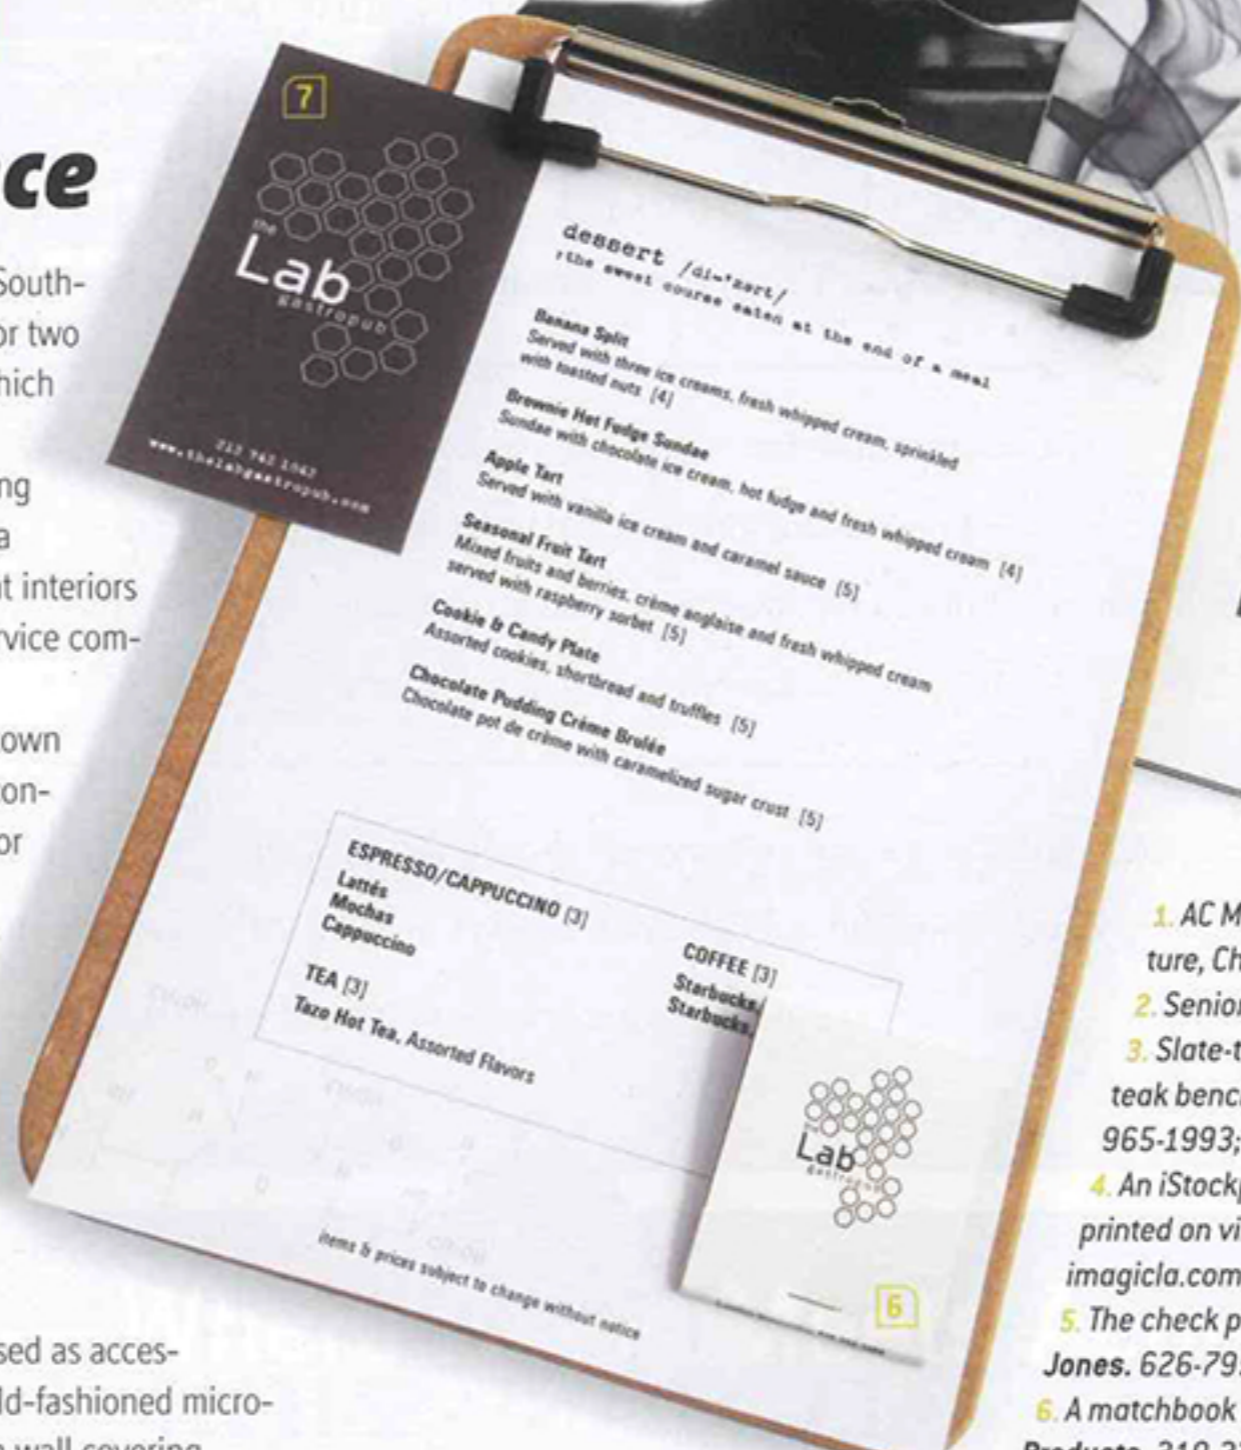 ce
South-
or two
hich
ng
a
nt interiors
rvice com-
own
on-
or
sed as acces-
ld-fashioned micro-
wall covering
7
the
Lab
gastropub
213 742 1042
www.thelabgastropub.com
dessert /di-'zert/
:the sweet course eaten at the end of a meal
Banana Split
Served with three ice creams, fresh whipped cream, sprinkled
with toasted nuts [4]
Brownie Hot Fudge Sundae
Sundae with chocolate ice cream, hot fudge and fresh whipped cream [4]
Apple Tart
Served with vanilla ice cream and caramel sauce [5]
Seasonal Fruit Tart
Mixed fruits and berries, crème anglaise and fresh whipped cream
served with raspberry sorbet [5]
Cookie & Candy Plate
Assorted cookies, shortbread and truffles [5]
Chocolate Pudding Crème Brulée
Chocolate pot de crème with caramelized sugar crust [5]
ESPRESSO/CAPPUCCINO [3]
Lattés
Mochas
Cappuccino
TEA [3]
Tazo Hot Tea, Assorted Flavors
COFFEE [3]
Starbucks
Starbucks
items & prices subject to change without notice
the
Lab
gastropub
6
1. AC M
ture, Ch
2. Senior
3. Slate-t
teak benc
965-1993;
4. An iStock
printed on vi
imagicla.com
5. The check p
Jones. 626-79
6. A matchbook